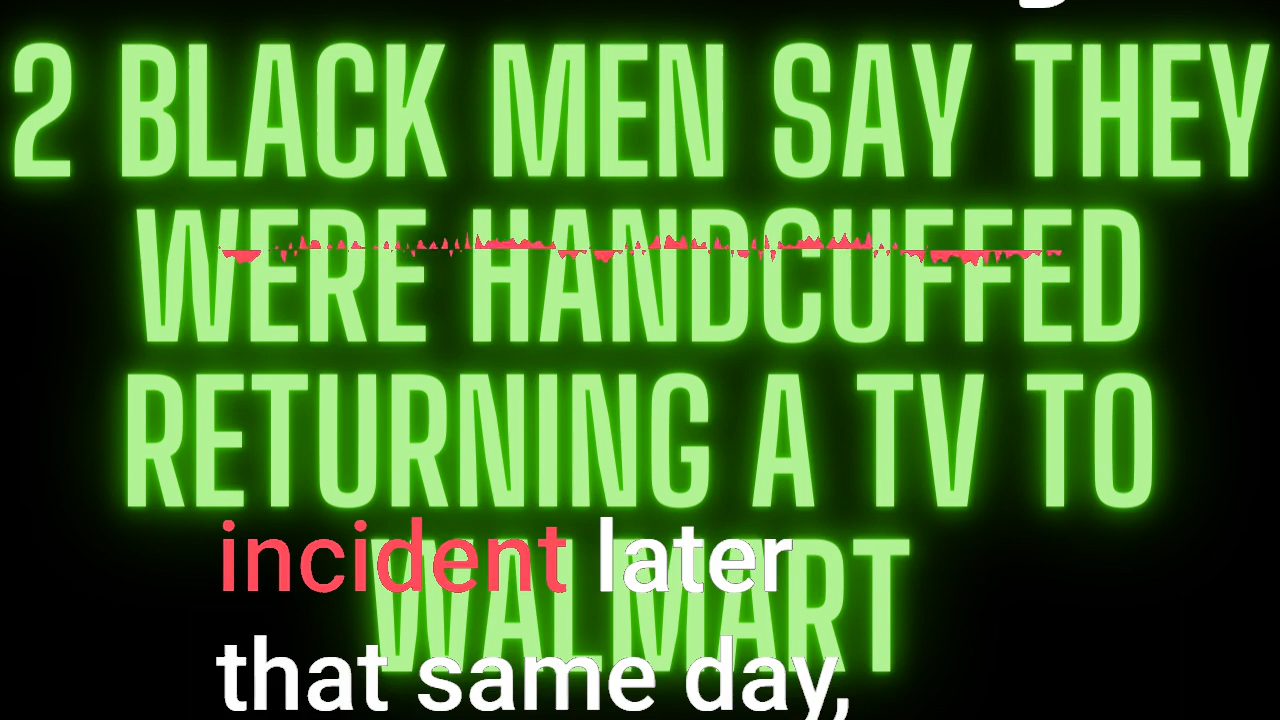 2 BLACK MEN SAY THEY
WERE HANDCUFFED
RETURNING A TV TO
WALMART
incident later
that same day,